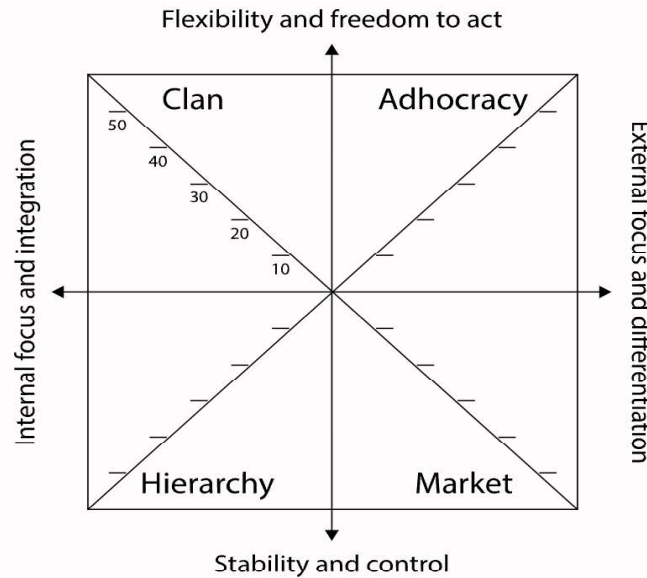 Flexibility and freedom to act
Clan
Adhocracy
50
40
30
20
10
Internal focus and integration
External focus and differentiation
Hierarchy
Market
Stability and control